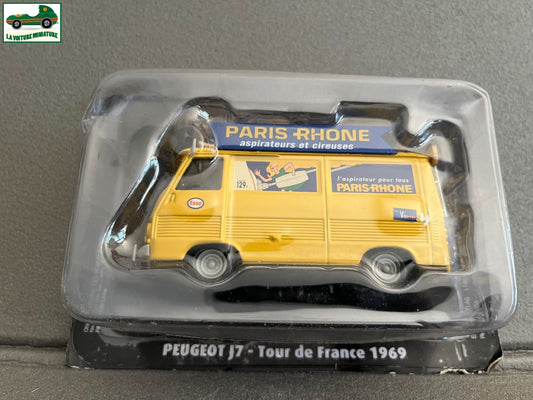 LA VOITURE MINIATURE
PARIS-RHONE
aspirateurs et cireuses
129F
l'aspirateur pour tous
PARIS-RHONE
Esso
PEUGEOT J7 - Tour de France 1969